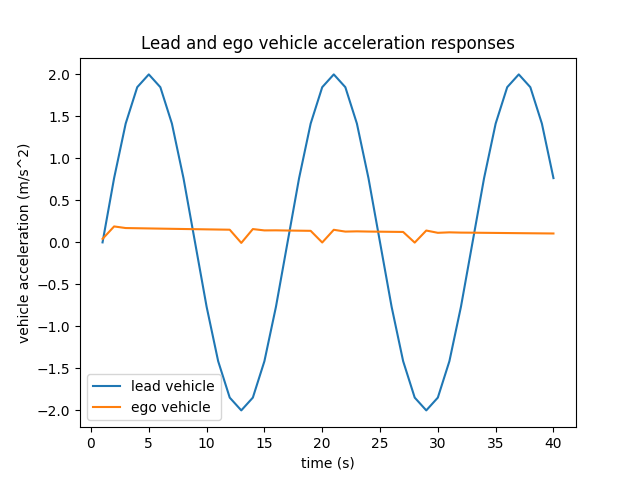 Lead and ego vehicle acceleration responses
vehicle acceleration (m/s^2)
2.0
1.5
1.0
0.5
0.0
−0.5
−1.0
−1.5
−2.0
lead vehicle
ego vehicle
0 5 10 15 20 25 30 35 40
time (s)